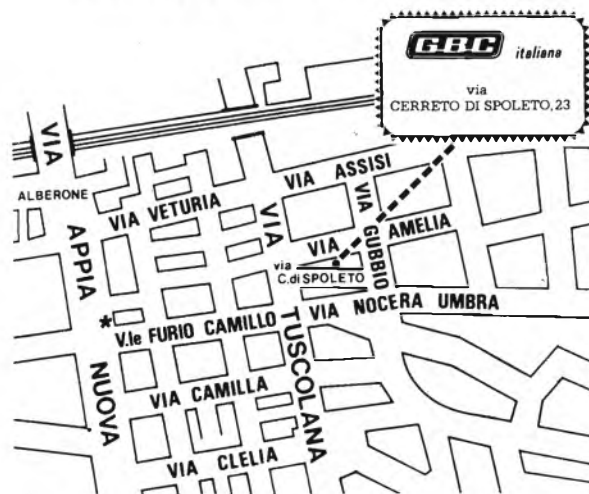 GBC italiana
via
CERRETO DI SPOLETO, 23
VIA APPIA NUOVA
ALBERONE
VIA VETURIA
VIA TUSCOLANA
VIA ASSISI
VIA GUBBIO
VIA AMELIA
via
C. di SPOLETO
VIA NOCERA UMBRA
*
V.le FURIO CAMILLO
VIA CAMILLA
VIA CLELIA